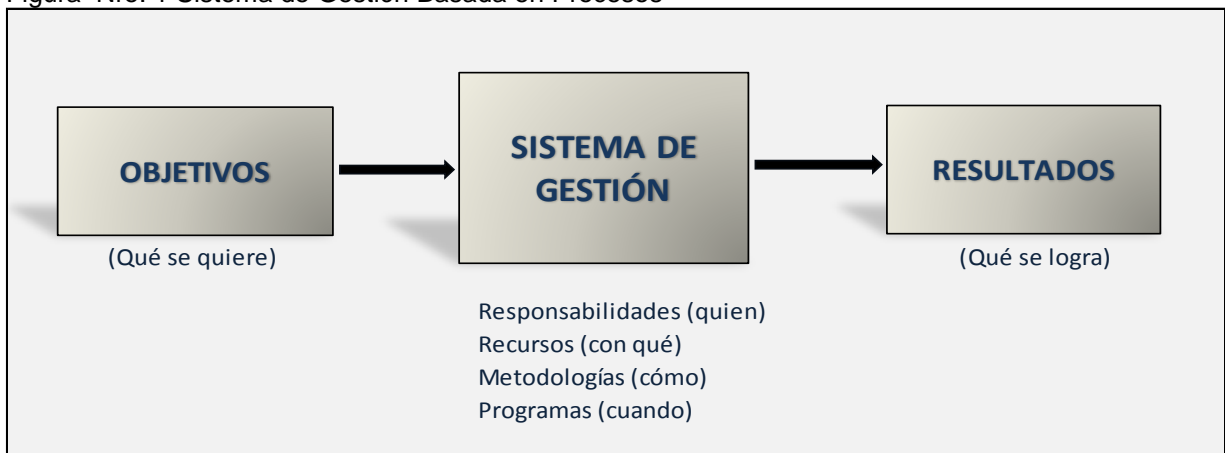 Figura Nro. 1 Sistema de Gestión Basada en Procesos
OBJETIVOS
(Qué se quiere)
SISTEMA DE
GESTIÓN
Responsabilidades (quien)
Recursos (con qué)
Metodologías (cómo)
Programas (cuando)
RESULTADOS
(Qué se logra)